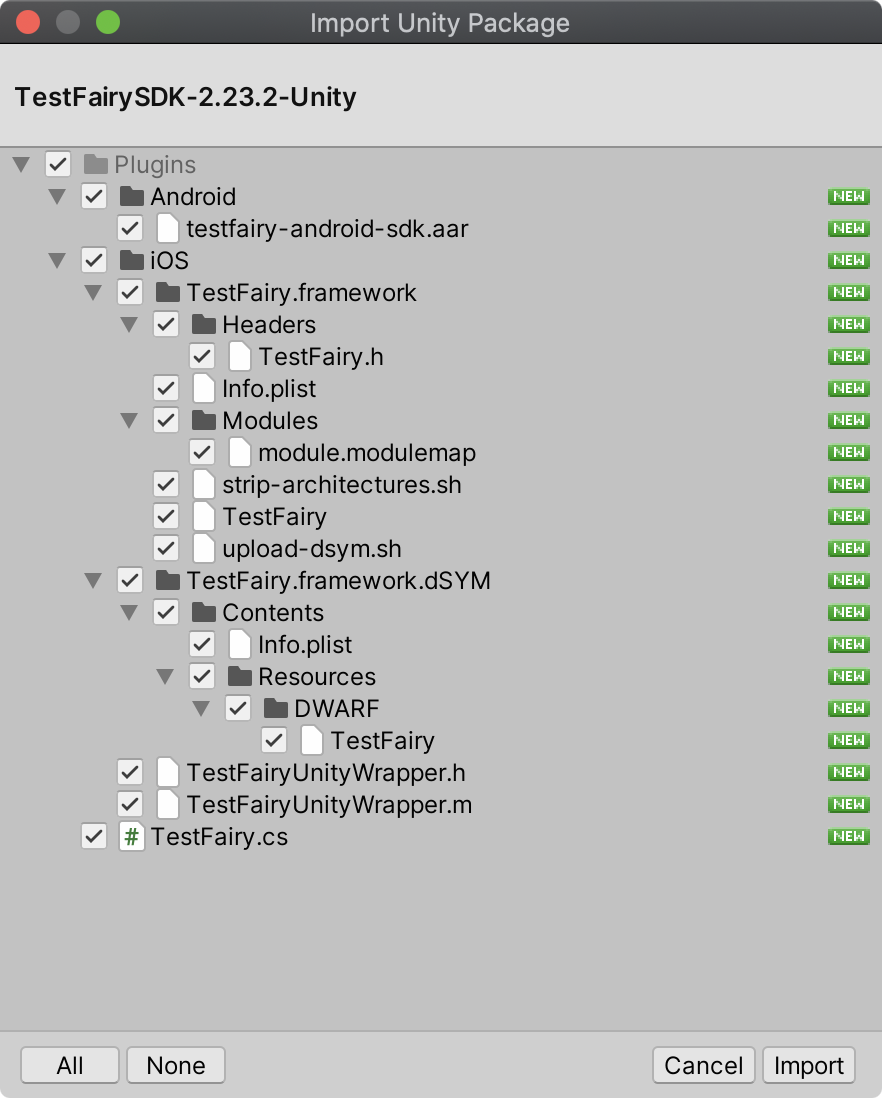 Import Unity Package
TestFairySDK-2.23.2-Unity
Plugins
Android NEW
testfairy-android-sdk.aar NEW
iOS NEW
TestFairy.framework NEW
Headers NEW
TestFairy.h NEW
Info.plist NEW
Modules NEW
module.modulemap NEW
strip-architectures.sh NEW
TestFairy NEW
upload-dsym.sh NEW
TestFairy.framework.dSYM NEW
Contents NEW
Info.plist NEW
Resources NEW
DWARF NEW
TestFairy NEW
TestFairyUnityWrapper.h NEW
TestFairyUnityWrapper.m NEW
# TestFairy.cs NEW
All None Cancel Import